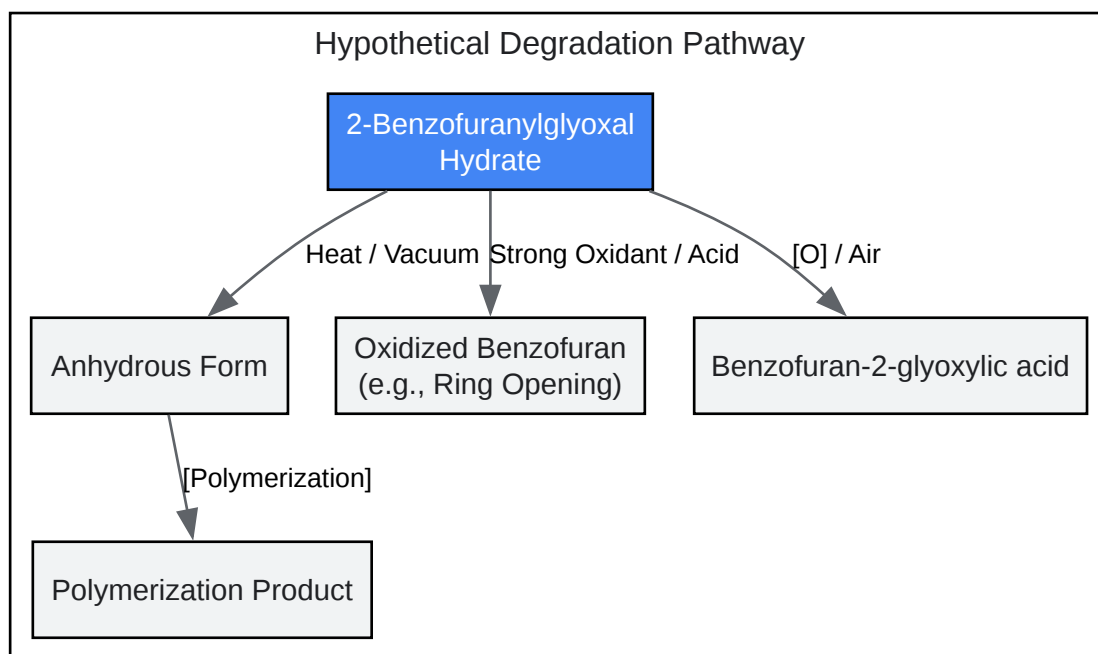 Hypothetical Degradation Pathway
2-Benzofuranylglyoxal
Hydrate
Heat / Vacuum
Strong Oxidant / Acid
[O] / Air
Anhydrous Form
Oxidized Benzofuran
(e.g., Ring Opening)
Benzofuran-2-glyoxylic acid
[Polymerization]
Polymerization Product